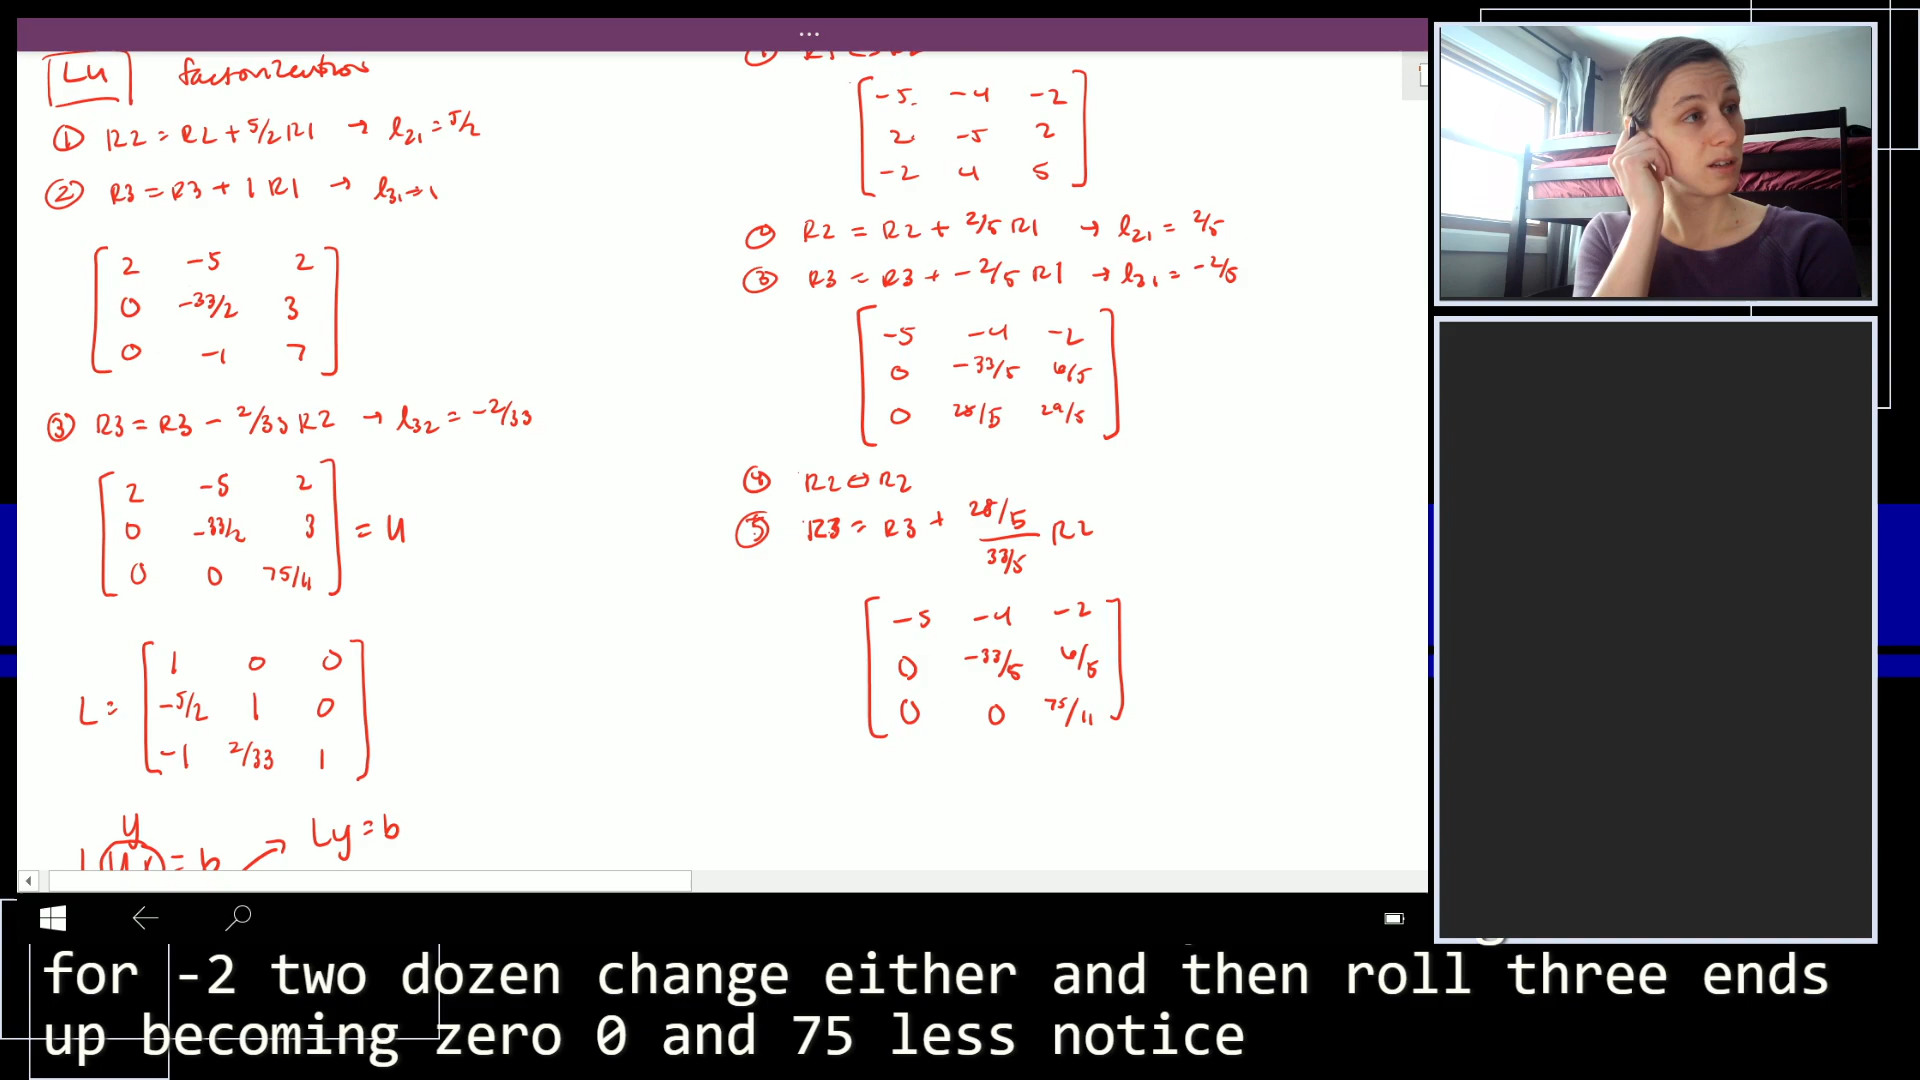 LU factorization
① R2 = R2 + 5/2 R1 → l21 = 5/2
② R3 = R3 + 1 R1 → l31 → 1
2 -5 2
0 -33/2 3
0 -1 7
③ R3 = R3 - 2/33 R2 → l32 = -2/33
2 -5 2
0 -33/2 3 = U
0 0 75/11
1 0 0
L = -5/2 1 0
-1 2/33 1
y
= b → Ly = b
...
-5 -4 -2
2 -5 2
-2 4 5
R2 = R2 + 2/5 R1 → l21 = 2/5
③ R3 = R3 + -2/5 R1 → l31 = -2/5
-5 -4 -2
0 -33/5 6/5
0 28/5 29/5
④ R2 ⇔ R2
⑤ R3 = R3 + 28/5 / 33/5 R2
-5 -4 -2
0 -33/5 6/5
0 0 75/11
for -2 two dozen change either and then roll three ends
up becoming zero 0 and 75 less notice